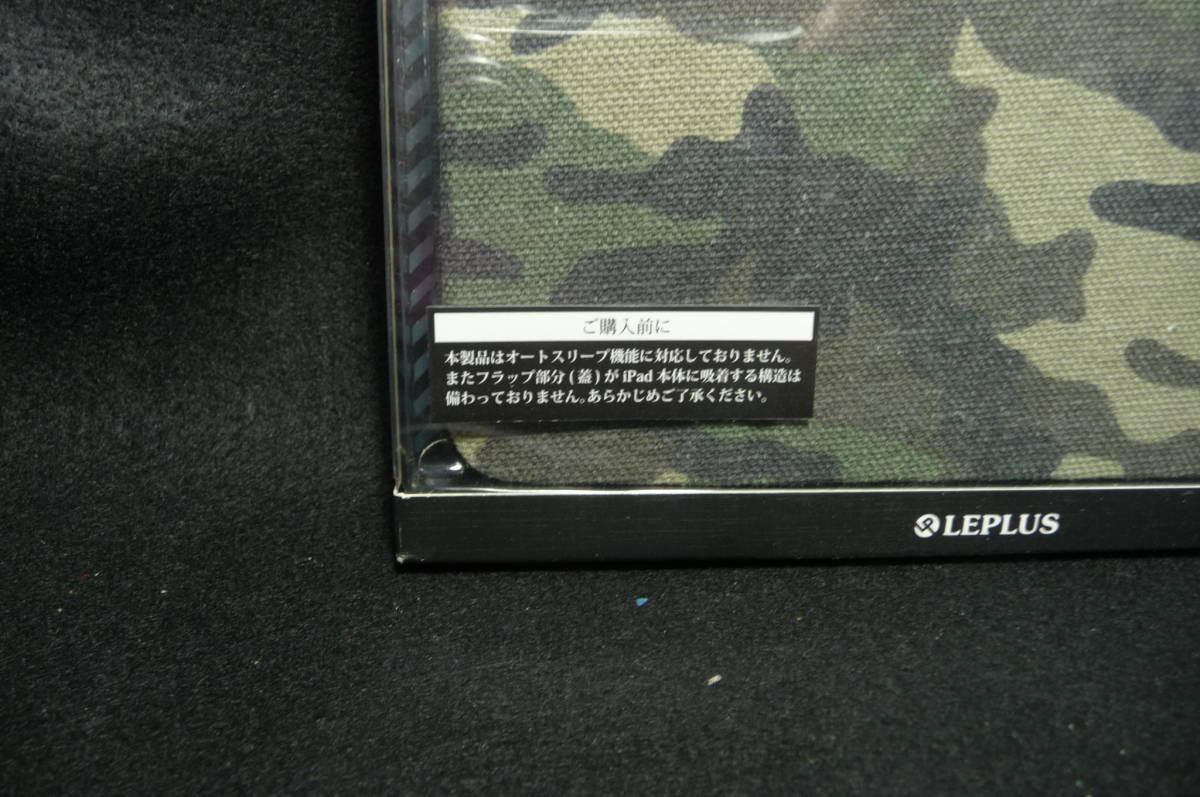 ご購入前に
本製品はオートスリープ機能に対応しておりません。
またフラップ部分(蓋)がiPad本体に吸着する構造は
備わっておりません。あらかじめご了承ください。
LEPLUS